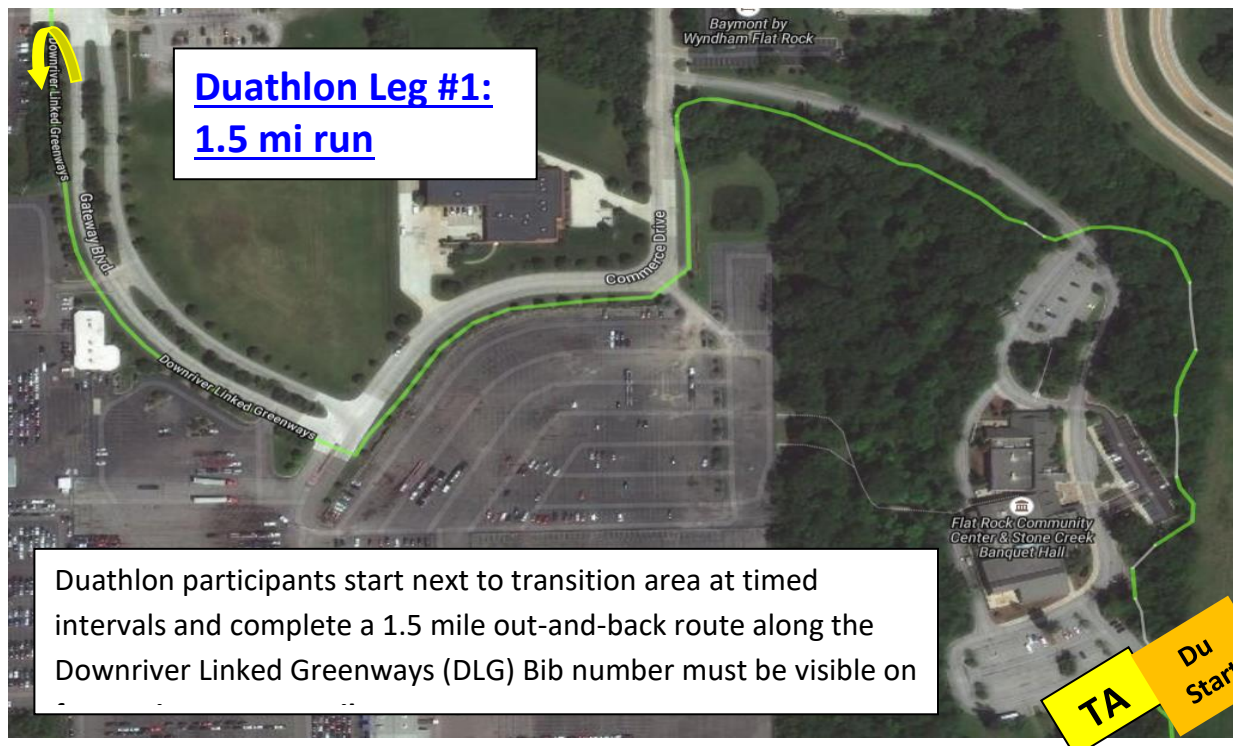 Baymont by
Wyndham Flat Rock
Duathlon Leg #1:
1.5 mi run
Downriver Linked Greenways
Gateway Blvd.
Commerce Drive
Downriver Linked Greenways
Flat Rock Community
Center & Stone Creek
Banquet Hall
Duathlon participants start next to transition area at timed
intervals and complete a 1.5 mile out-and-back route along the
Downriver Linked Greenways (DLG) Bib number must be visible on
TA
Du
Start